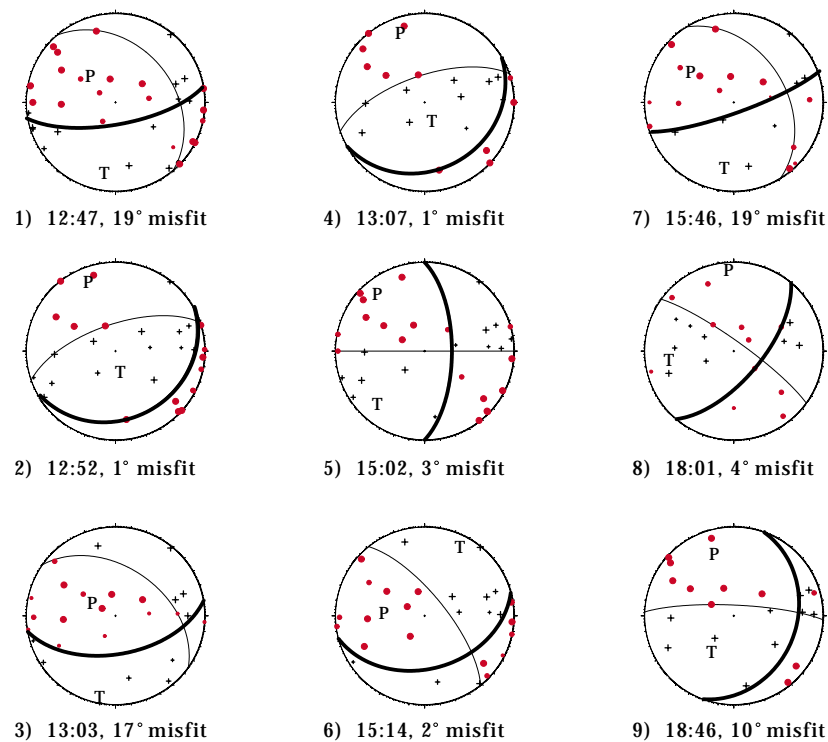 P
T
1) 12:47, 19° misfit
P
T
4) 13:07, 1° misfit
P
T
7) 15:46, 19° misfit
P
T
2) 12:52, 1° misfit
P
T
5) 15:02, 3° misfit
P
T
8) 18:01, 4° misfit
P
T
3) 13:03, 17° misfit
T
P
6) 15:14, 2° misfit
P
T
9) 18:46, 10° misfit